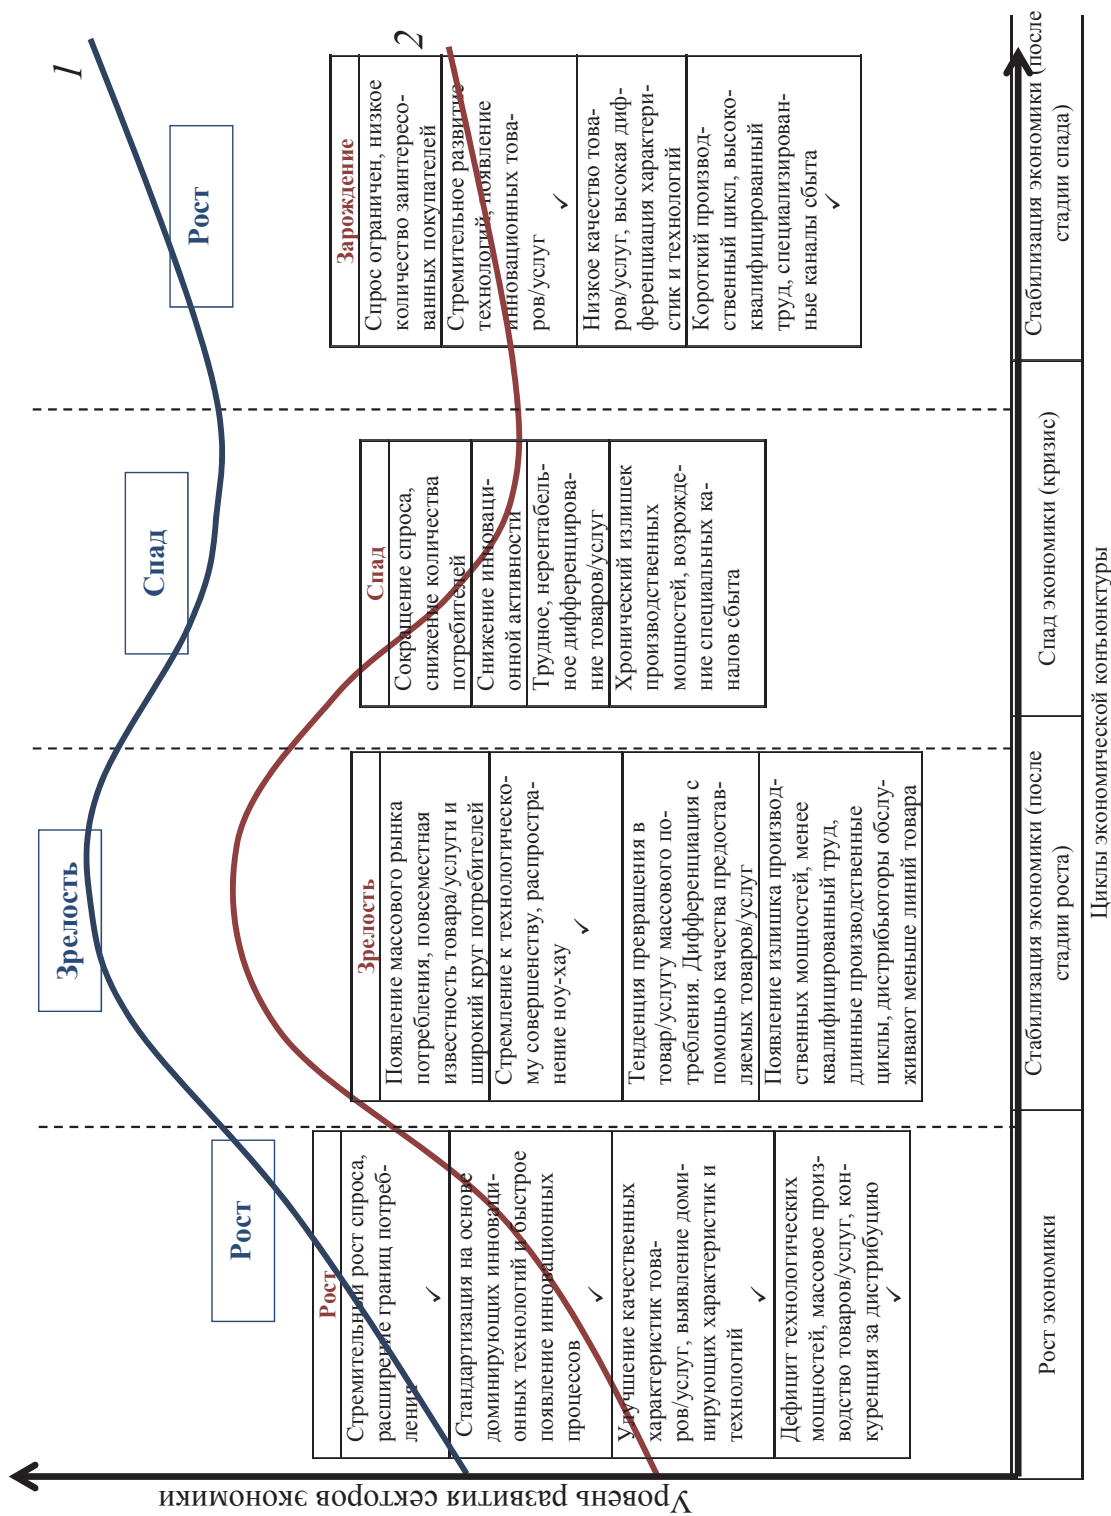 Уровень развития секторов экономики
1
2
Рост
Зрелость
Спад
Рост
Рост
Стремительный рост спроса,
расширение границ потреб-
ления
✓
Стандартизация на основе
доминирующих инноваци-
онных технологий и быстрое
появление инновационных
процессов
✓
Улучшение качественных
характеристик това-
ров/услуг, выявление доми-
нирующих характеристик и
технологий
✓
Дефицит технологических
мощностей, массовое произ-
водство товаров/услуг, кон-
куренция за дистрибуцию
✓
Зрелость
Появление массового рынка
потребления, повсеместная
известность товара/услуги и
широкий круг потребителей
Стремление к технологическо-
му совершенству, распростра-
нение ноу-хау
✓
Тенденция превращения в
товар/услугу массового по-
требления. Дифференциация с
помощью качества предостав-
ляемых товаров/услуг
Появление излишка производ-
ственных мощностей, менее
квалифицированный труд,
длинные производственные
циклы, дистрибьюторы обслу-
живают меньше линий товара
Спад
Сокращение спроса,
снижение количества
потребителей
Снижение инноваци-
онной активности
Трудное, нерентабель-
ное дифференцирова-
ние товаров/услуг
Хронический излишек
производственных
мощностей, возрожде-
ние специальных ка-
налов сбыта
Зарождение
Спрос ограничен, низкое
количество заинтересо-
ванных покупателей
Стремительное развитие
технологий, появление
инновационных това-
ров/услуг
✓
Низкое качество това-
ров/услуг, высокая диф-
ференциация характери-
стик и технологий
Короткий производ-
ственный цикл, высоко-
квалифицированный
труд, специализирован-
ные каналы сбыта
✓
Рост экономики
Стабилизация экономики (после
стадии роста)
Спад экономики (кризис)
Стабилизация экономики (после
стадии спада)
Циклы экономической конъюнктуры